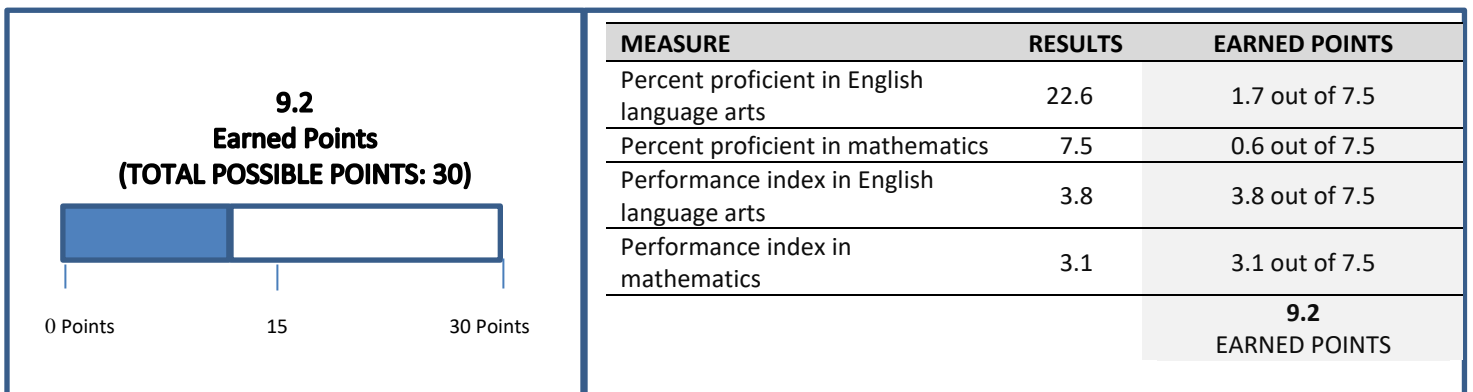 9.2
Earned Points
(TOTAL POSSIBLE POINTS: 30)
0 Points 15 30 Points
MEASURE RESULTS EARNED POINTS
Percent proficient in English
language arts 22.6 1.7 out of 7.5
Percent proficient in mathematics 7.5 0.6 out of 7.5
Performance index in English
language arts 3.8 3.8 out of 7.5
Performance index in
mathematics 3.1 3.1 out of 7.5
9.2
EARNED POINTS